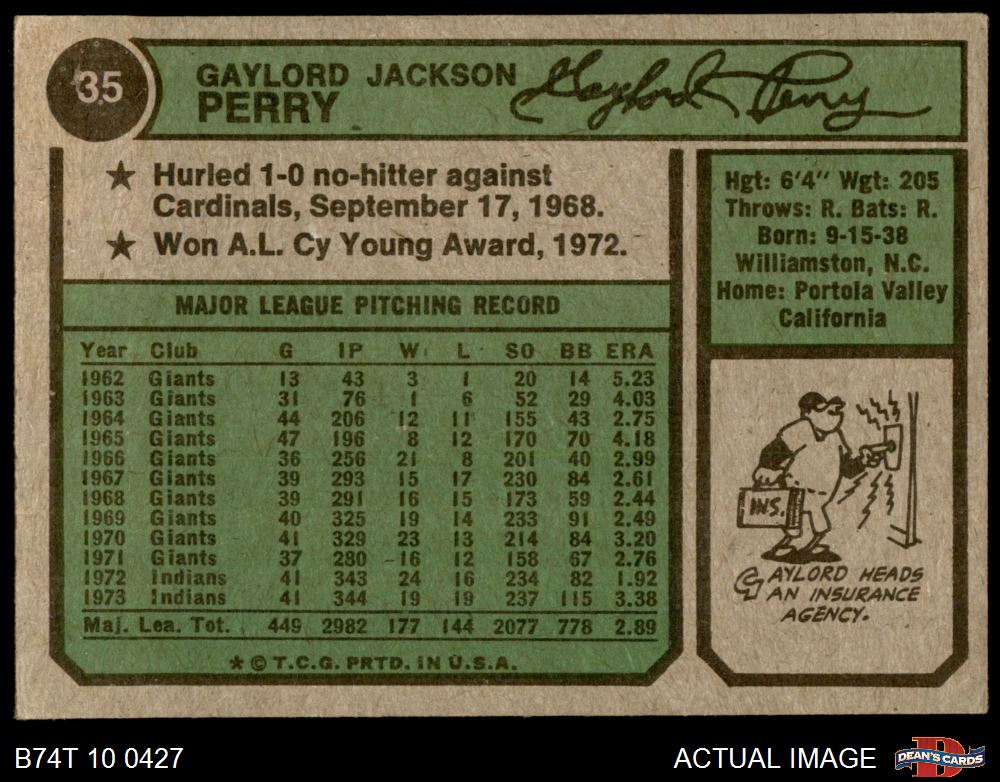 35
GAYLORD JACKSON
PERRY
Gaylord Perry
★ Hurled 1-0 no-hitter against
Cardinals, September 17, 1968.
★ Won A.L. Cy Young Award, 1972.
MAJOR LEAGUE PITCHING RECORD
Year Club G IP W L SO BB ERA
1962 Giants 13 43 3 1 20 14 5.23
1963 Giants 31 76 1 6 52 29 4.03
1964 Giants 44 206 12 11 155 43 2.75
1965 Giants 47 196 8 12 170 70 4.18
1966 Giants 36 256 21 8 201 40 2.99
1967 Giants 39 293 15 17 230 84 2.61
1968 Giants 39 291 16 15 173 59 2.44
1969 Giants 40 325 19 14 233 91 2.49
1970 Giants 41 329 23 13 214 84 3.20
1971 Giants 37 280 16 12 158 67 2.76
1972 Indians 41 343 24 16 234 82 1.92
1973 Indians 41 344 19 19 237 115 3.38
Maj. Lea. Tot. 449 2982 177 144 2077 778 2.89
★ © T.C.G. PRTD. IN U.S.A.
Hgt: 6'4" Wgt: 205
Throws: R. Bats: R.
Born: 9-15-38
Williamston, N.C.
Home: Portola Valley
California
INS.
GAYLORD HEADS
AN INSURANCE
AGENCY.
B74T 10 0427
ACTUAL IMAGE
D
DEAN'S CARDS